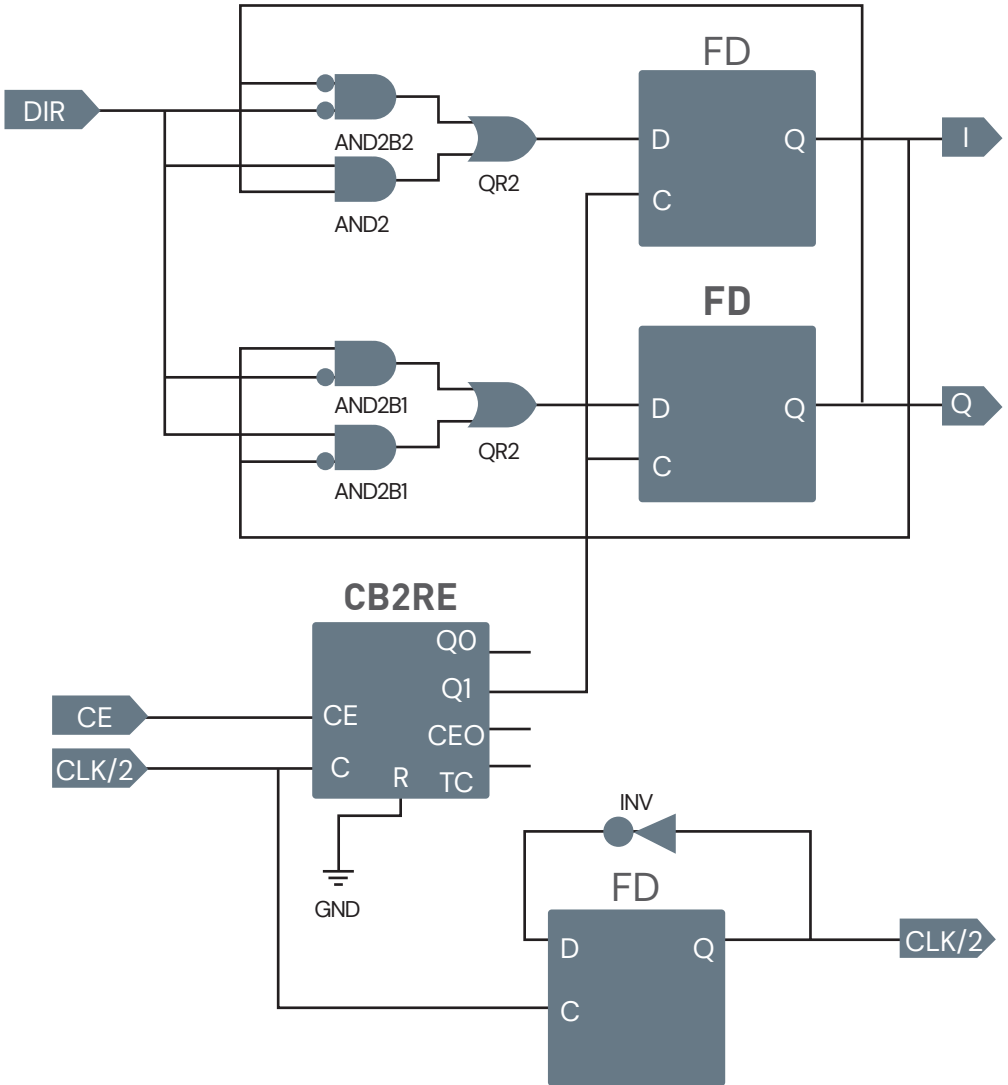 FD
DIR
AND2B2
D
Q
I
QR2
C
AND2
FD
AND2B1
D
Q
Q
QR2
C
AND2B1
CB2RE
Q0
Q1
CE
CE
CEO
CLK/2
C
R
TC
INV
FD
GND
D
Q
CLK/2
C